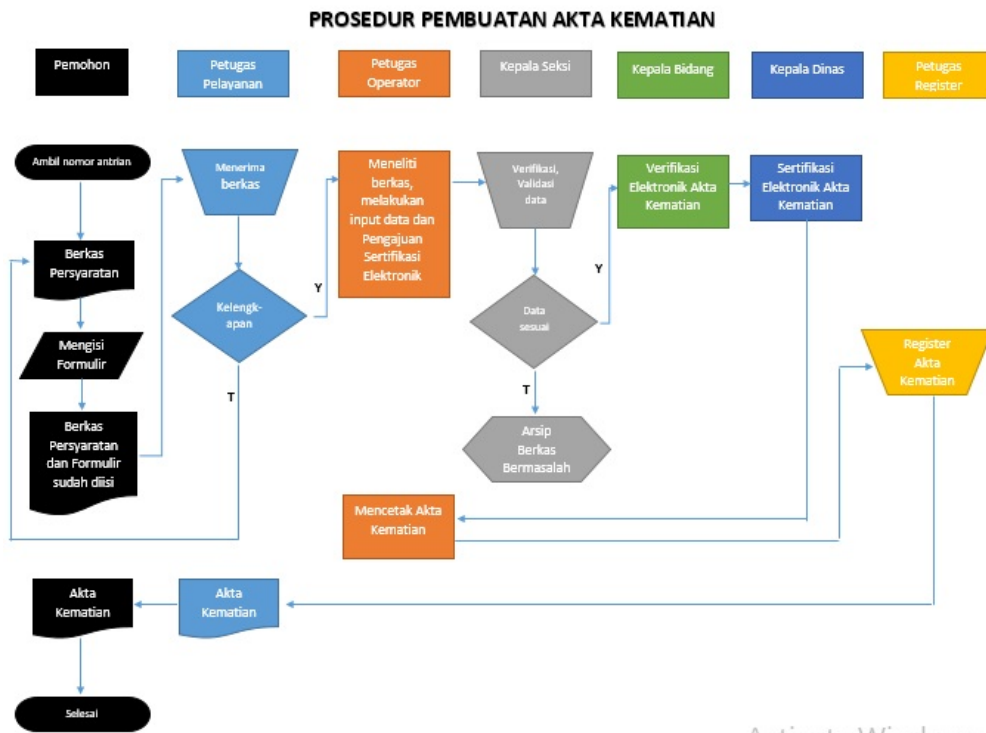 PROSEDUR PEMBUATAN AKTA KEMATIAN
Pemohon
Petugas
Pelayanan
Petugas
Operator
Kepala Seksi
Kepala Bidang
Kepala Dinas
Petugas
Register
Ambil nomor antrian
Menerima
berkas
Meneliti
berkas,
melakukan
input data dan
Pengajuan
Sertifikasi
Elektronik
Verifikasi,
Validasi
data
Verifikasi
Elektronik Akta
Kematian
Sertifikasi
Elektronik Akta
Kematian
Berkas
Persyaratan
Kelengk-
apan
Y
Data
sesuai
Y
Mengisi
Formulir
Register
Akta
Kematian
T
T
Berkas
Persyaratan
dan Formulir
sudah diisi
Arsip
Berkas
Bermasalah
Mencetak Akta
Kematian
Akta
Kematian
Akta
Kematian
Selesai